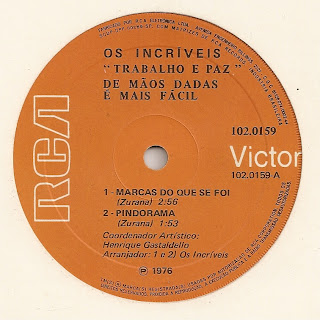 OS INCRÍVEIS
"TRABALHO E PAZ"
DE MÃOS DADAS
É MAIS FÁCIL
102.0159
RCA Victor
102.0159 A
1- MARCAS DO QUE SE FOI
(Zurana) 2:56
2- PINDORAMA
(Zurana) 1:53
Coordenador Artístico:
Henrique Gastaldello
Arranjador: 1 e 2) Os Incríveis
℗ 1976